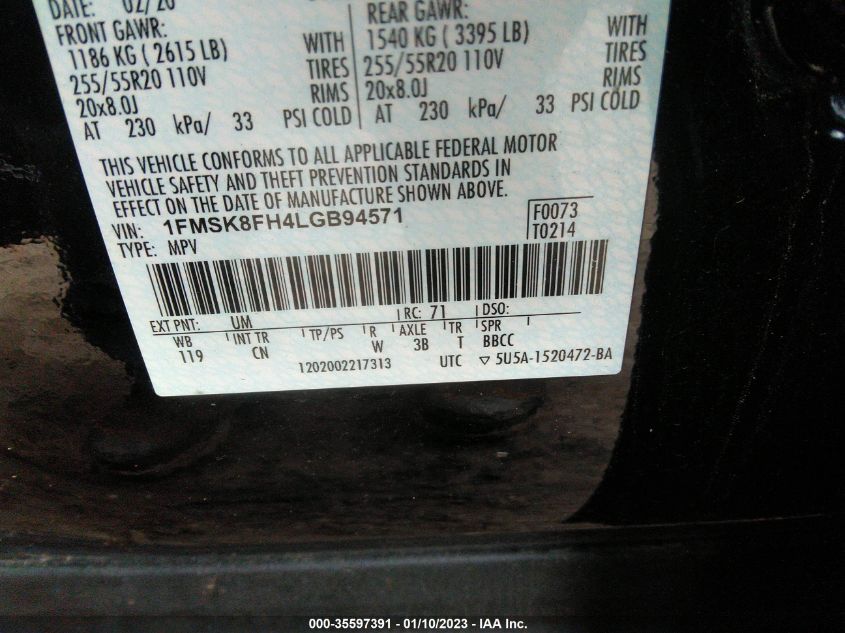 DATE: 02/20
FRONT GAWR:
1186 KG ( 2615 LB) WITH
255/55R20 110V TIRES
20x8.0J RIMS
AT 230 kPa/ 33 PSI COLD
REAR GAWR:
1540 KG ( 3395 LB) WITH
255/55R20 110V TIRES
20x8.0J RIMS
AT 230 kPa/ 33 PSI COLD
THIS VEHICLE CONFORMS TO ALL APPLICABLE FEDERAL MOTOR
VEHICLE SAFETY AND THEFT PREVENTION STANDARDS IN
EFFECT ON THE DATE OF MANUFACTURE SHOWN ABOVE.
VIN: 1FMSK8FH4LGB94571
TYPE: MPV
F0073
T0214
EXT PNT: UM RC: 71 DSO:
WB INT TR TP/PS R AXLE TR SPR
119 CN W 3B T BBCC
1202002217313 UTC ▽ 5U5A-1520472-BA
000-35597391 - 01/10/2023 - IAA Inc.